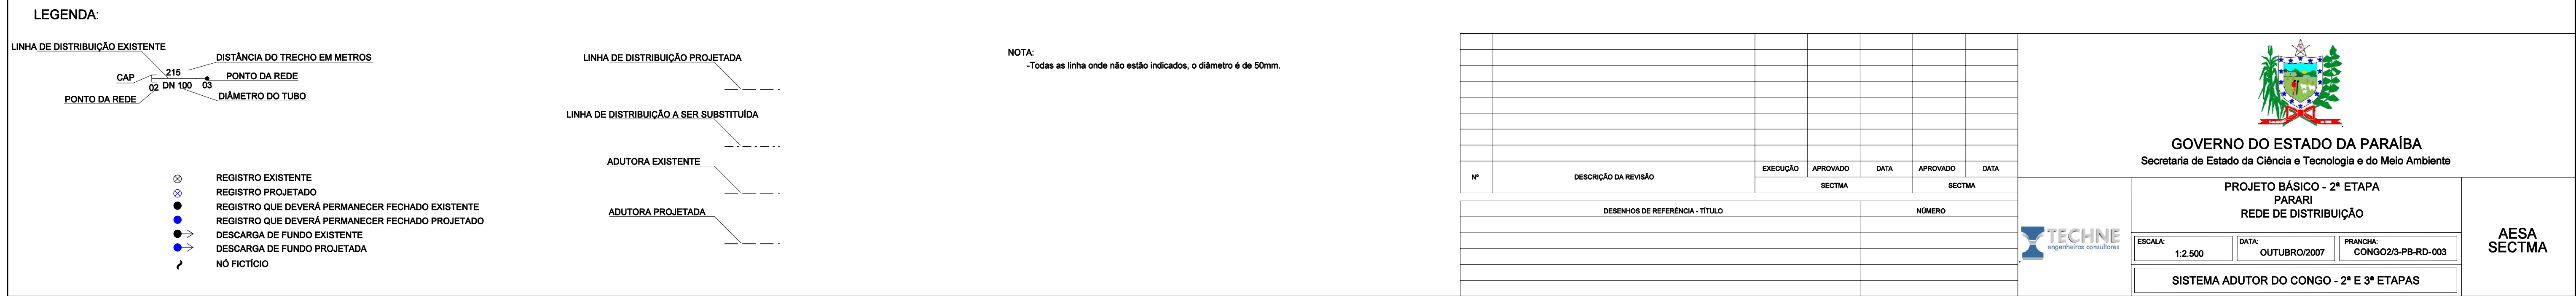 LEGENDA:
LINHA DE DISTRIBUIÇÃO EXISTENTE
DISTÂNCIA DO TRECHO EM METROS
CAP
215
PONTO DA REDE
02 DN 100 03
PONTO DA REDE
DIÂMETRO DO TUBO
REGISTRO EXISTENTE
REGISTRO PROJETADO
REGISTRO QUE DEVERÁ PERMANECER FECHADO EXISTENTE
REGISTRO QUE DEVERÁ PERMANECER FECHADO PROJETADO
DESCARGA DE FUNDO EXISTENTE
DESCARGA DE FUNDO PROJETADA
NÓ FICTÍCIO
LINHA DE DISTRIBUIÇÃO PROJETADA
LINHA DE DISTRIBUIÇÃO A SER SUBSTITUÍDA
ADUTORA EXISTENTE
ADUTORA PROJETADA
NOTA:
-Todas as linha onde não estão indicados, o diâmetro é de 50mm.
Nº DESCRIÇÃO DA REVISÃO EXECUÇÃO APROVADO DATA APROVADO DATA
SECTMA SECTMA
DESENHOS DE REFERÊNCIA - TÍTULO NÚMERO
GOVERNO DO ESTADO DA PARAÍBA
Secretaria de Estado da Ciência e Tecnologia e do Meio Ambiente
TECHNE
engenheiros consultores
PROJETO BÁSICO - 2ª ETAPA
PARARI
REDE DE DISTRIBUIÇÃO
ESCALA: 1:2.500
DATA: OUTUBRO/2007
PRANCHA: CONGO2/3-PB-RD-003
SISTEMA ADUTOR DO CONGO - 2ª E 3ª ETAPAS
AESA
SECTMA